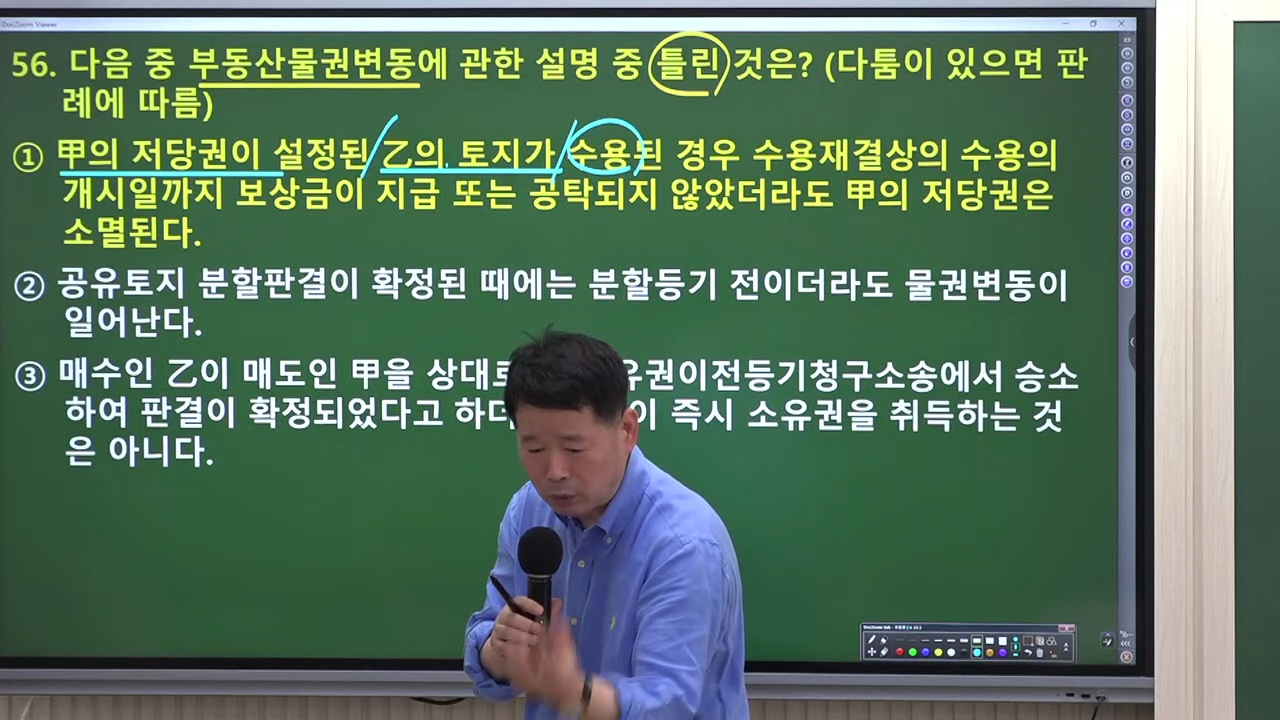 DocZoom Viewer
56. 다음 중 부동산물권변동에 관한 설명 중 틀린 것은? (다툼이 있으면 판
례에 따름)
① 甲의 저당권이 설정된 乙의 토지가 수용된 경우 수용재결상의 수용의
개시일까지 보상금이 지급 또는 공탁되지 않았더라도 甲의 저당권은
소멸된다.
② 공유토지 분할판결이 확정된 때에는 분할등기 전이더라도 물권변동이
일어난다.
③ 매수인 乙이 매도인 甲을 상대로 유권이전등기청구소송에서 승소
하여 판결이 확정되었다고 하더 이 즉시 소유권을 취득하는 것
은 아니다.